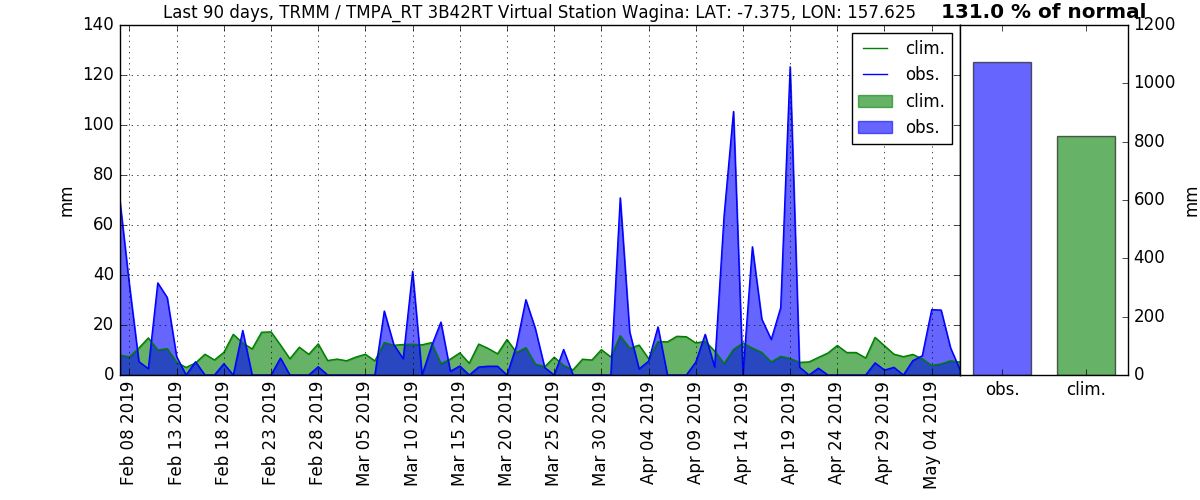 Last 90 days, TRMM / TMPA_RT 3B42RT Virtual Station Wagina: LAT: -7.375, LON: 157.625
131.0 % of normal
140
120
100
80
60
40
20
0
mm
clim.
obs.
clim.
obs.
1200
1000
800
600
400
200
0
mm
Feb 08 2019
Feb 13 2019
Feb 18 2019
Feb 23 2019
Feb 28 2019
Mar 05 2019
Mar 10 2019
Mar 15 2019
Mar 20 2019
Mar 25 2019
Mar 30 2019
Apr 04 2019
Apr 09 2019
Apr 14 2019
Apr 19 2019
Apr 24 2019
Apr 29 2019
May 04 2019
obs.
clim.